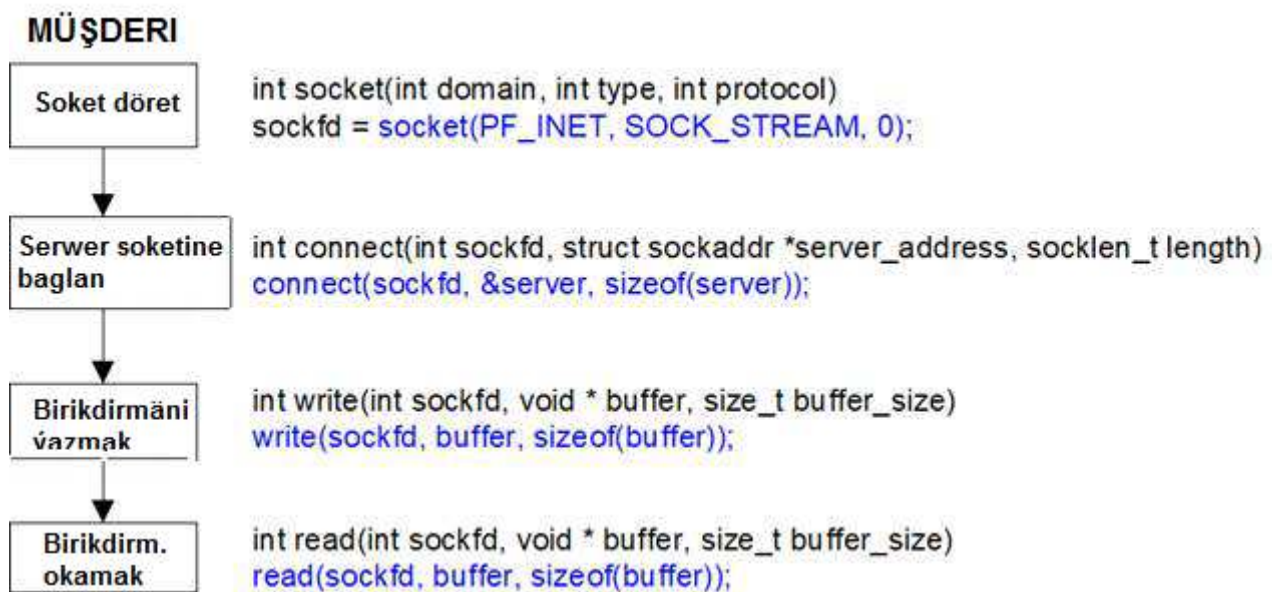 MÜŞDERI
Soket döret
int socket(int domain, int type, int protocol)
sockfd = socket(PF_INET, SOCK_STREAM, 0);
Serwer soketine
baglan
int connect(int sockfd, struct sockaddr *server_address, socklen_t length)
connect(sockfd, &server, sizeof(server));
Birikdirmäni
ýazmak
int write(int sockfd, void * buffer, size_t buffer_size)
write(sockfd, buffer, sizeof(buffer));
Birikdirm.
okamak
int read(int sockfd, void * buffer, size_t buffer_size)
read(sockfd, buffer, sizeof(buffer));